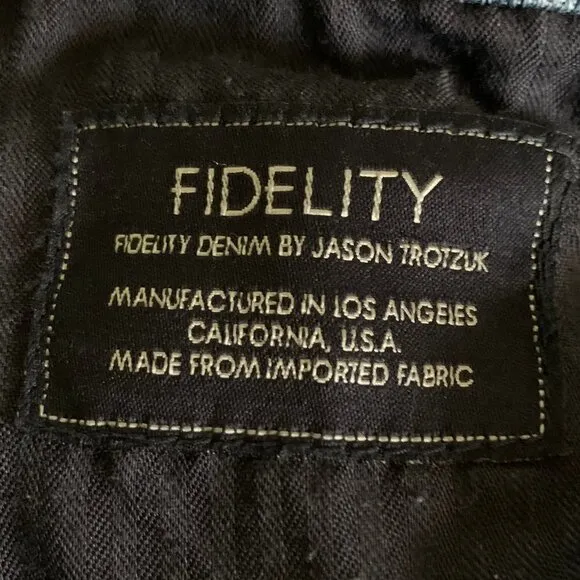 FIDELITY
FIDELITY DENIM BY JASON TROTZUK
MANUFACTURED IN LOS ANGELES
CALIFORNIA, U.S.A.
MADE FROM IMPORTED FABRIC